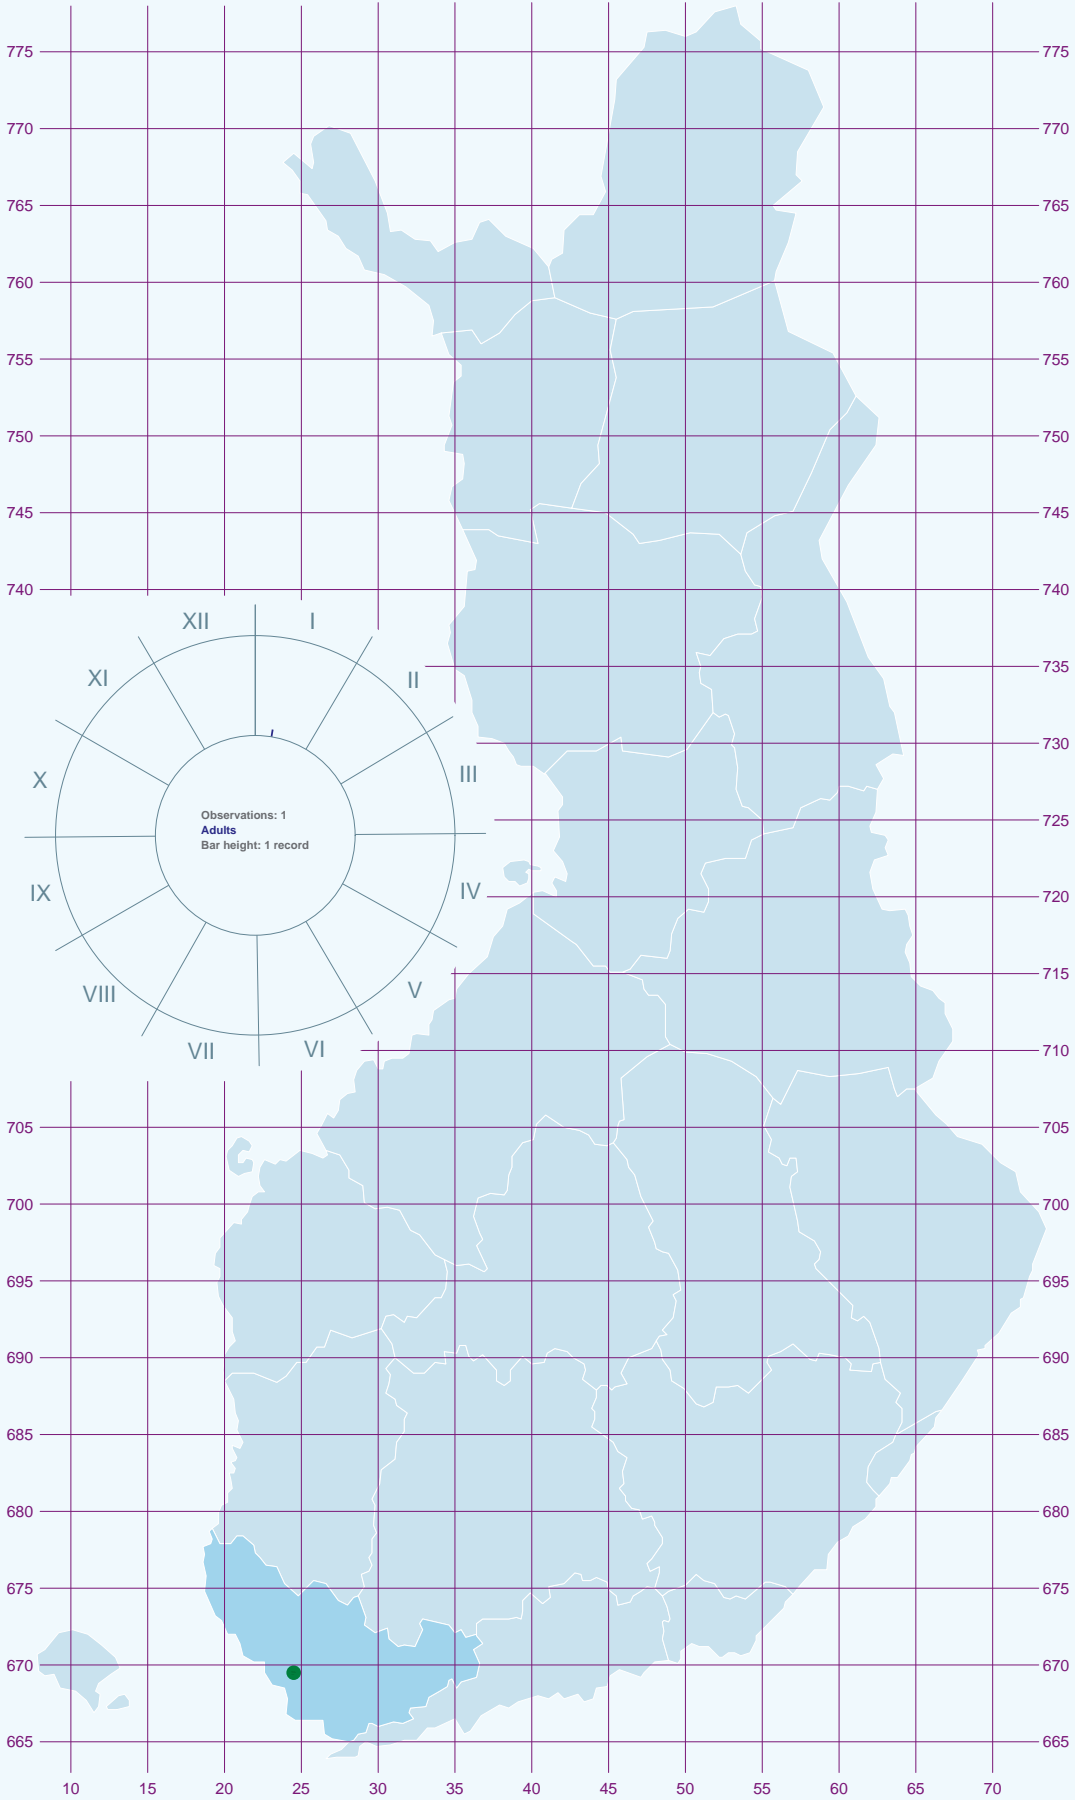 775 775
770 770
765 765
760 760
755 755
750 750
745 745
740 740
XII I
735
XI II
730
X III
Observations: 1
725
Adults
Bar height: 1 record
IX IV
720
VIII V
715
VII VI
710
705 705
700 700
695 695
690 690
685 685
680 680
675 675
670 670
665 665
10 15 20 25 30 35 40 45 50 55 60 65 70